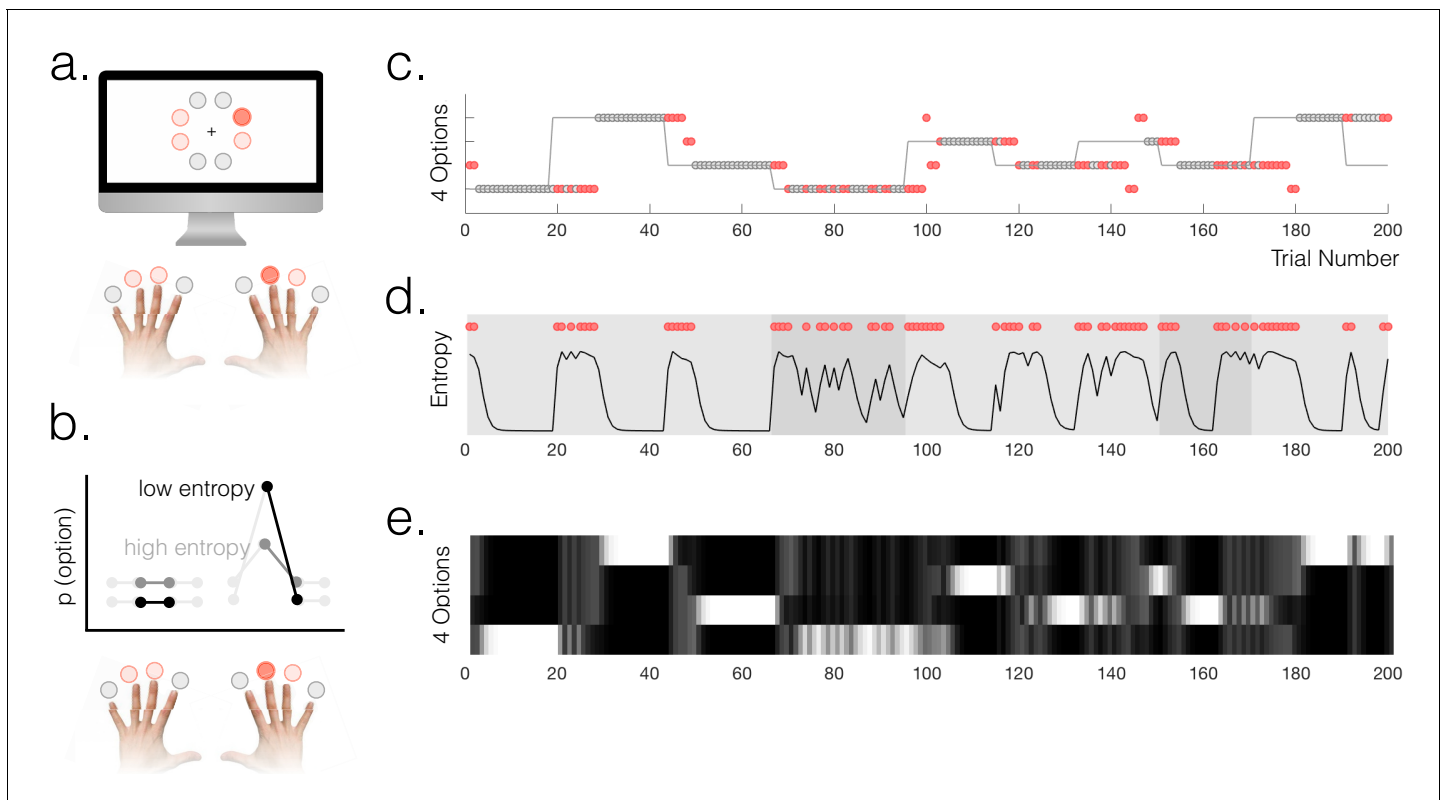 a.
+
b.
p (option)
low entropy
high entropy
c.
4 Options
0 20 40 60 80 100 120 140 160 180 200
Trial Number
d.
Entropy
0 20 40 60 80 100 120 140 160 180 200
e.
4 Options
0 20 40 60 80 100 120 140 160 180 200